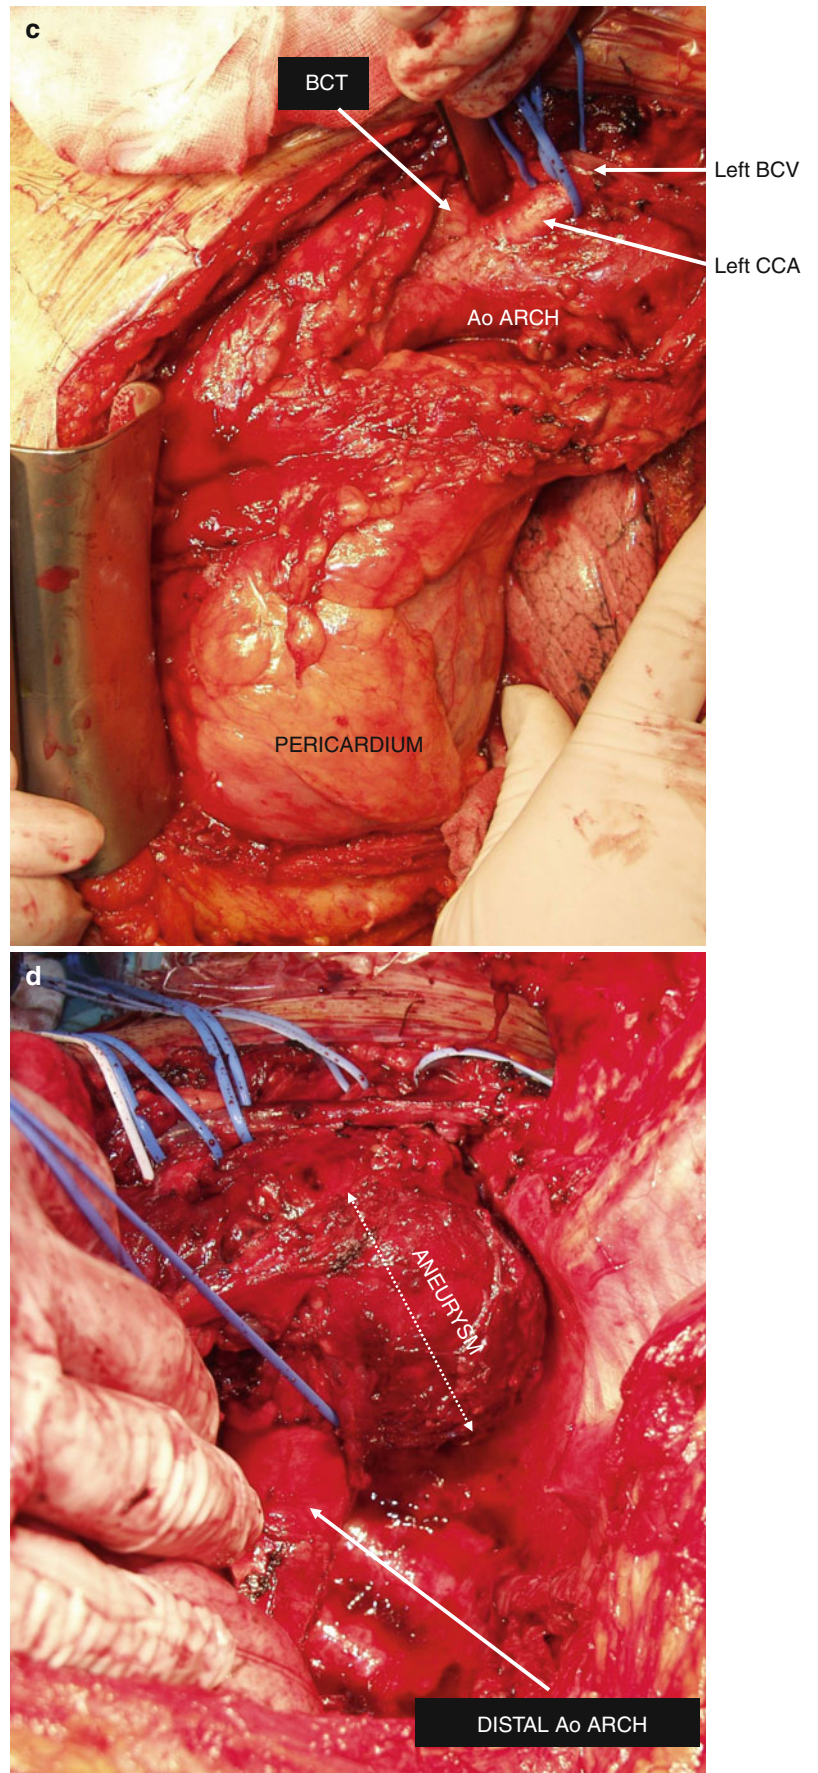 c
BCT
Left BCV
Left CCA
Ao ARCH
PERICARDIUM
d
ANEURYSM
DISTAL Ao ARCH